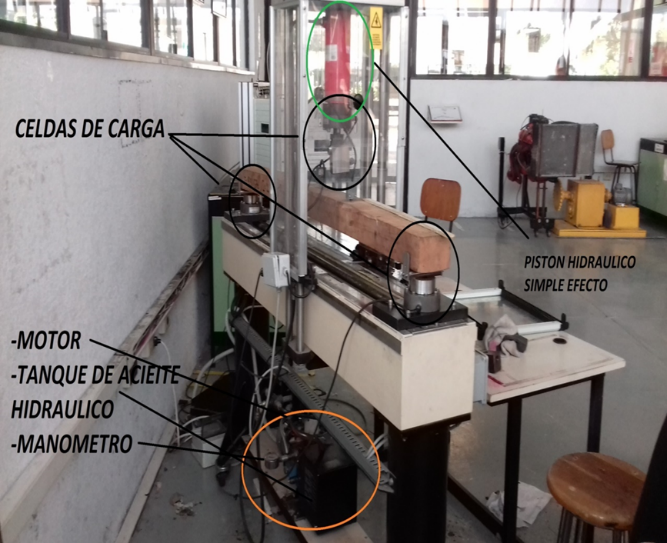 CELDAS DE CARGA
PISTON HIDRAULICO
SIMPLE EFECTO
-MOTOR
-TANQUE DE ACIEITE
HIDRAULICO
-MANOMETRO